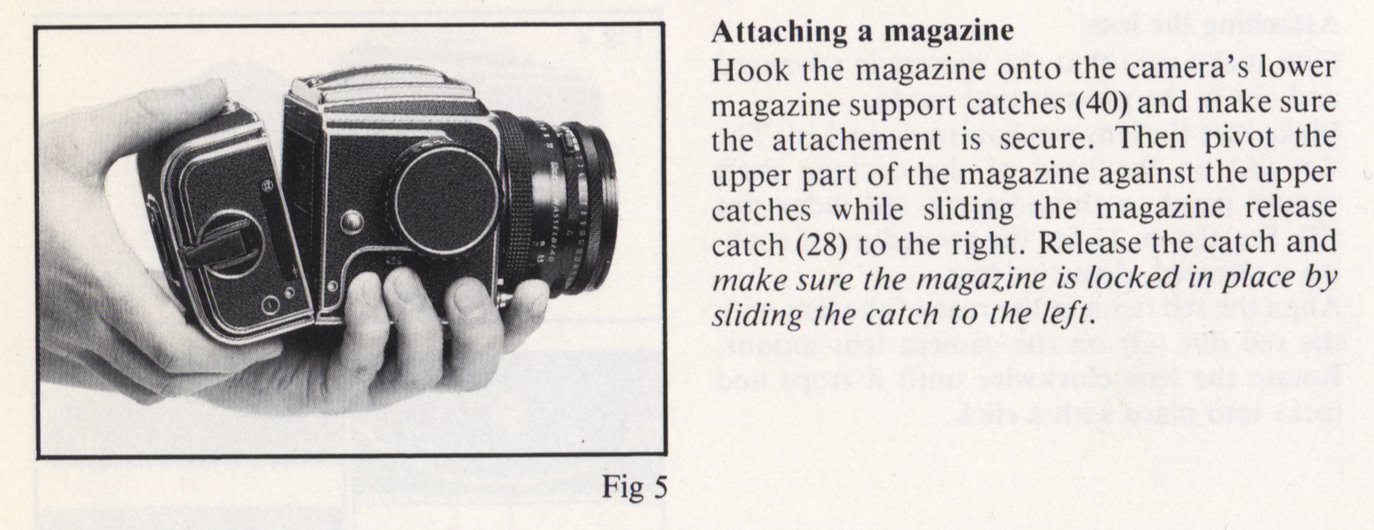 Attaching a magazine
Hook the magazine onto the camera's lower
magazine support catches (40) and make sure
the attachement is secure. Then pivot the
upper part of the magazine against the upper
catches while sliding the magazine release
catch (28) to the right. Release the catch and
make sure the magazine is locked in place by
sliding the catch to the left.
HASSELBLAD
Fig 5